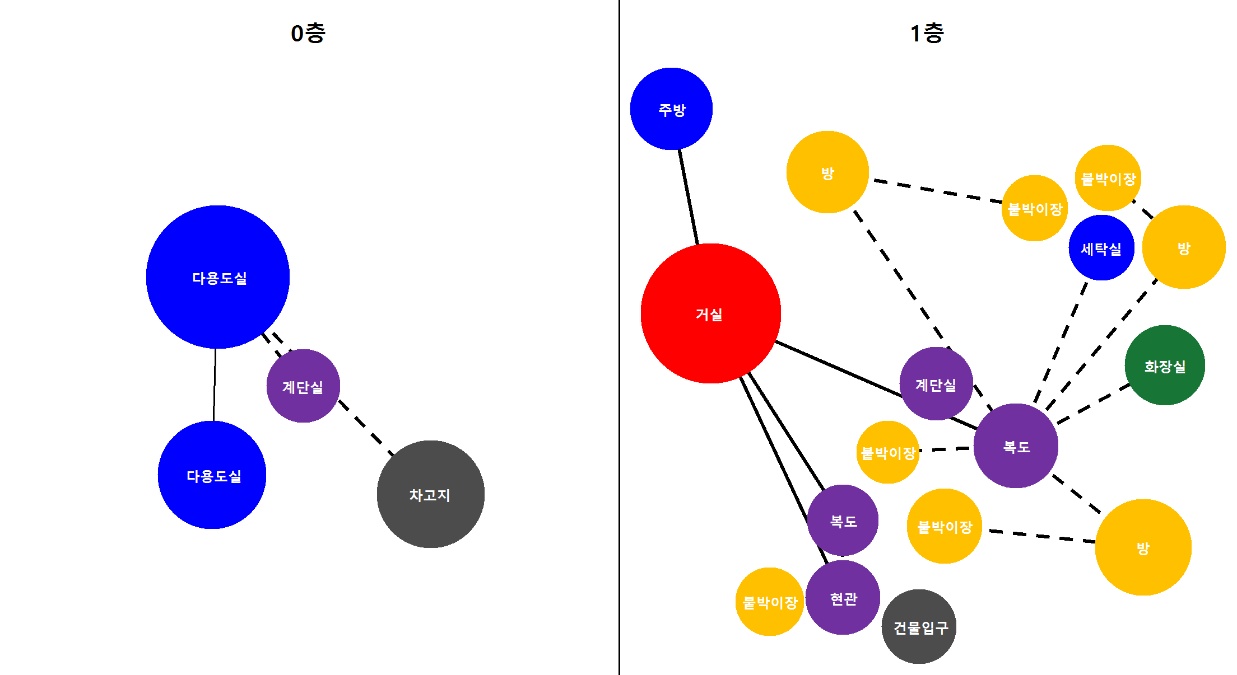 0층
1층
주방
방
붙박이장
붙박이장
방
세탁실
다용도실
거실
계단실
계단실
화장실
복도
붙박이장
다용도실
차고지
복도
붙박이장
방
붙박이장
현관
건물입구